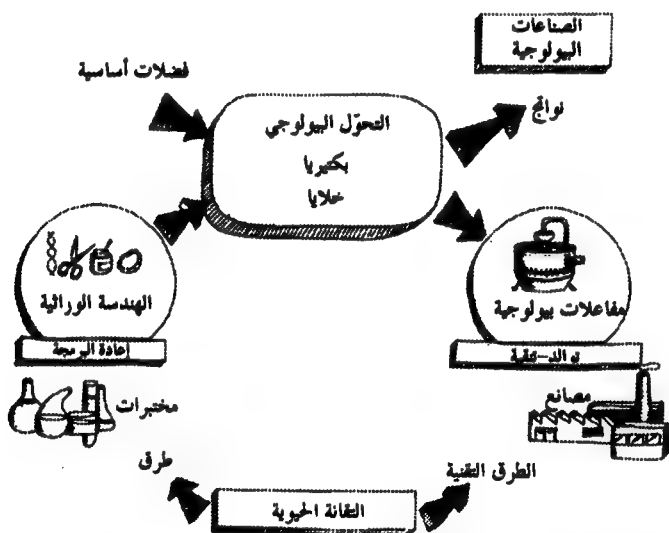 الصناعات
البيولوجية
فضلات أساسية
نواتج
التحوّل البيولوجي
بكتيريا
خلايا
الهندسة الوراثية
مفاعلات بيولوجية
إعادة البرمجة
مختبرات
مصانع
طرق
الطرق التقنية
التقانة الحيوية